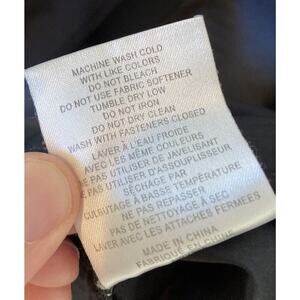 MACHINE WASH COLD
WITH LIKE COLORS
DO NOT BLEACH
DO NOT USE FABRIC SOFTENER
TUMBLE DRY LOW
DO NOT IRON
DO NOT DRY CLEAN
WASH WITH FASTENERS CLOSED
LAVER À L'EAU FROIDE
AVEC LES MÊME COULEURS
NE PAS UTILISER DE JAVELISANT
NE PAS UTILISER D'ASSOUPLISSEUR
SÉCHAGE PAR
CULBUTAGE À BASSE TEMPÉRATURE
NE PAS REPASSER
PAS DE NETTOYAGE À SEC
LAVER AVEC LES ATTACHES FERMÉES
MADE IN CHINA
FABRIQUÉ EN CHINE